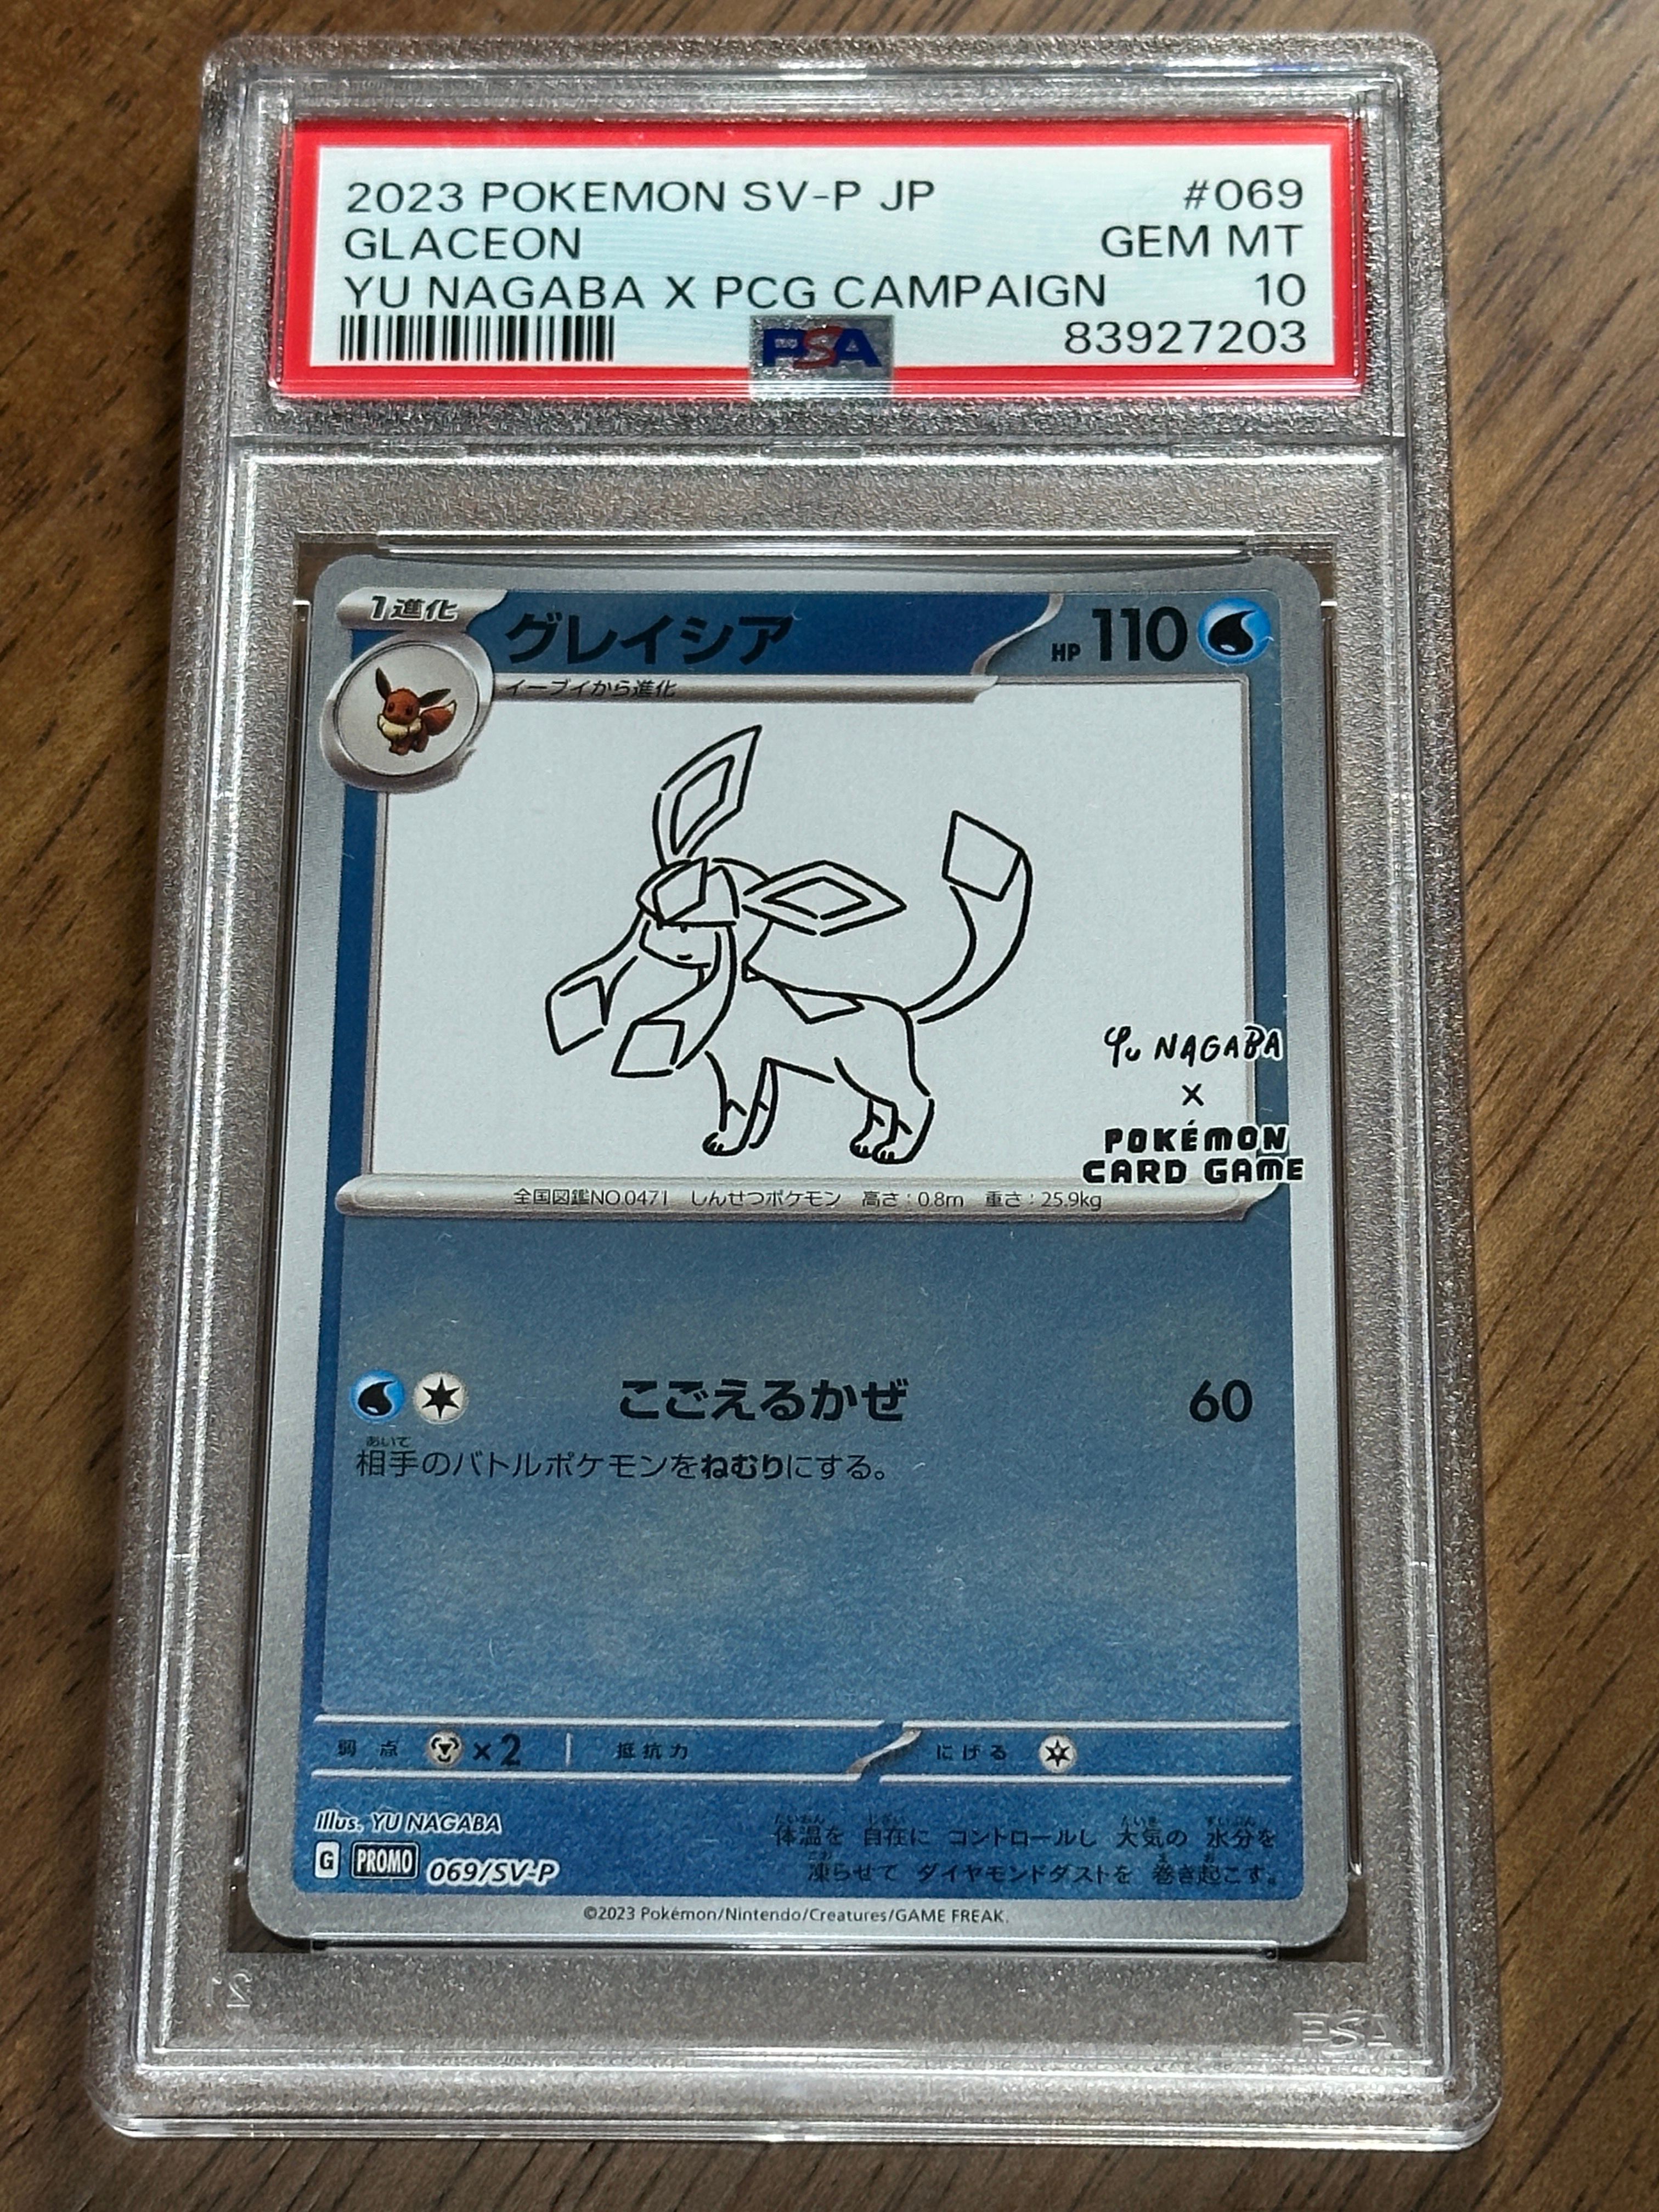 2023 POKEMON SV-P JP #069
GLACEON GEM MT
YU NAGABA X PCG CAMPAIGN 10
PSA 83927203
1進化 グレイシア HP 110
イーブイから進化
Yu NAGABA
×
POKÉMON
CARD GAME
全国図鑑NO.0471 しんせつポケモン 高さ:0.8m 重さ:25.9kg
こごえるかぜ 60
あいて
相手のバトルポケモンをねむりにする。
弱点 ×2 抵抗力 にげる
Illus. YU NAGABA
たいおん じざい たいき すいぶん
体温を 自在に コントロールし 大気の 水分を
G PROMO 069/SV-P
こお ま お
凍らせて ダイヤモンドダストを 巻き起こす。
©2023 Pokémon/Nintendo/Creatures/GAME FREAK.
PSA